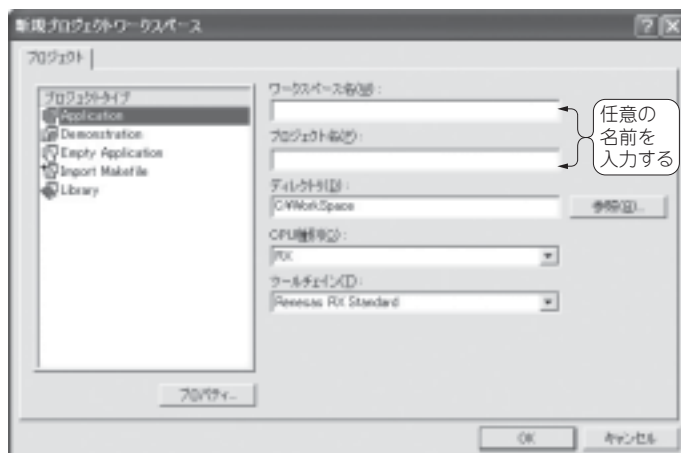 新規プロジェクトワークスペース
プロジェクト
プロジェクトタイプ
Application
Demonstration
Empty Application
Import Makefile
Library
プロパティ...
ワークスペース名(W):
プロジェクト名(P):
ディレクトリ(D):
C:¥WorkSpace
参照(B)...
CPU種別(C):
RX
ツールチェイン(T):
Renesas RX Standard
任意の
名前を
入力する
OK
キャンセル